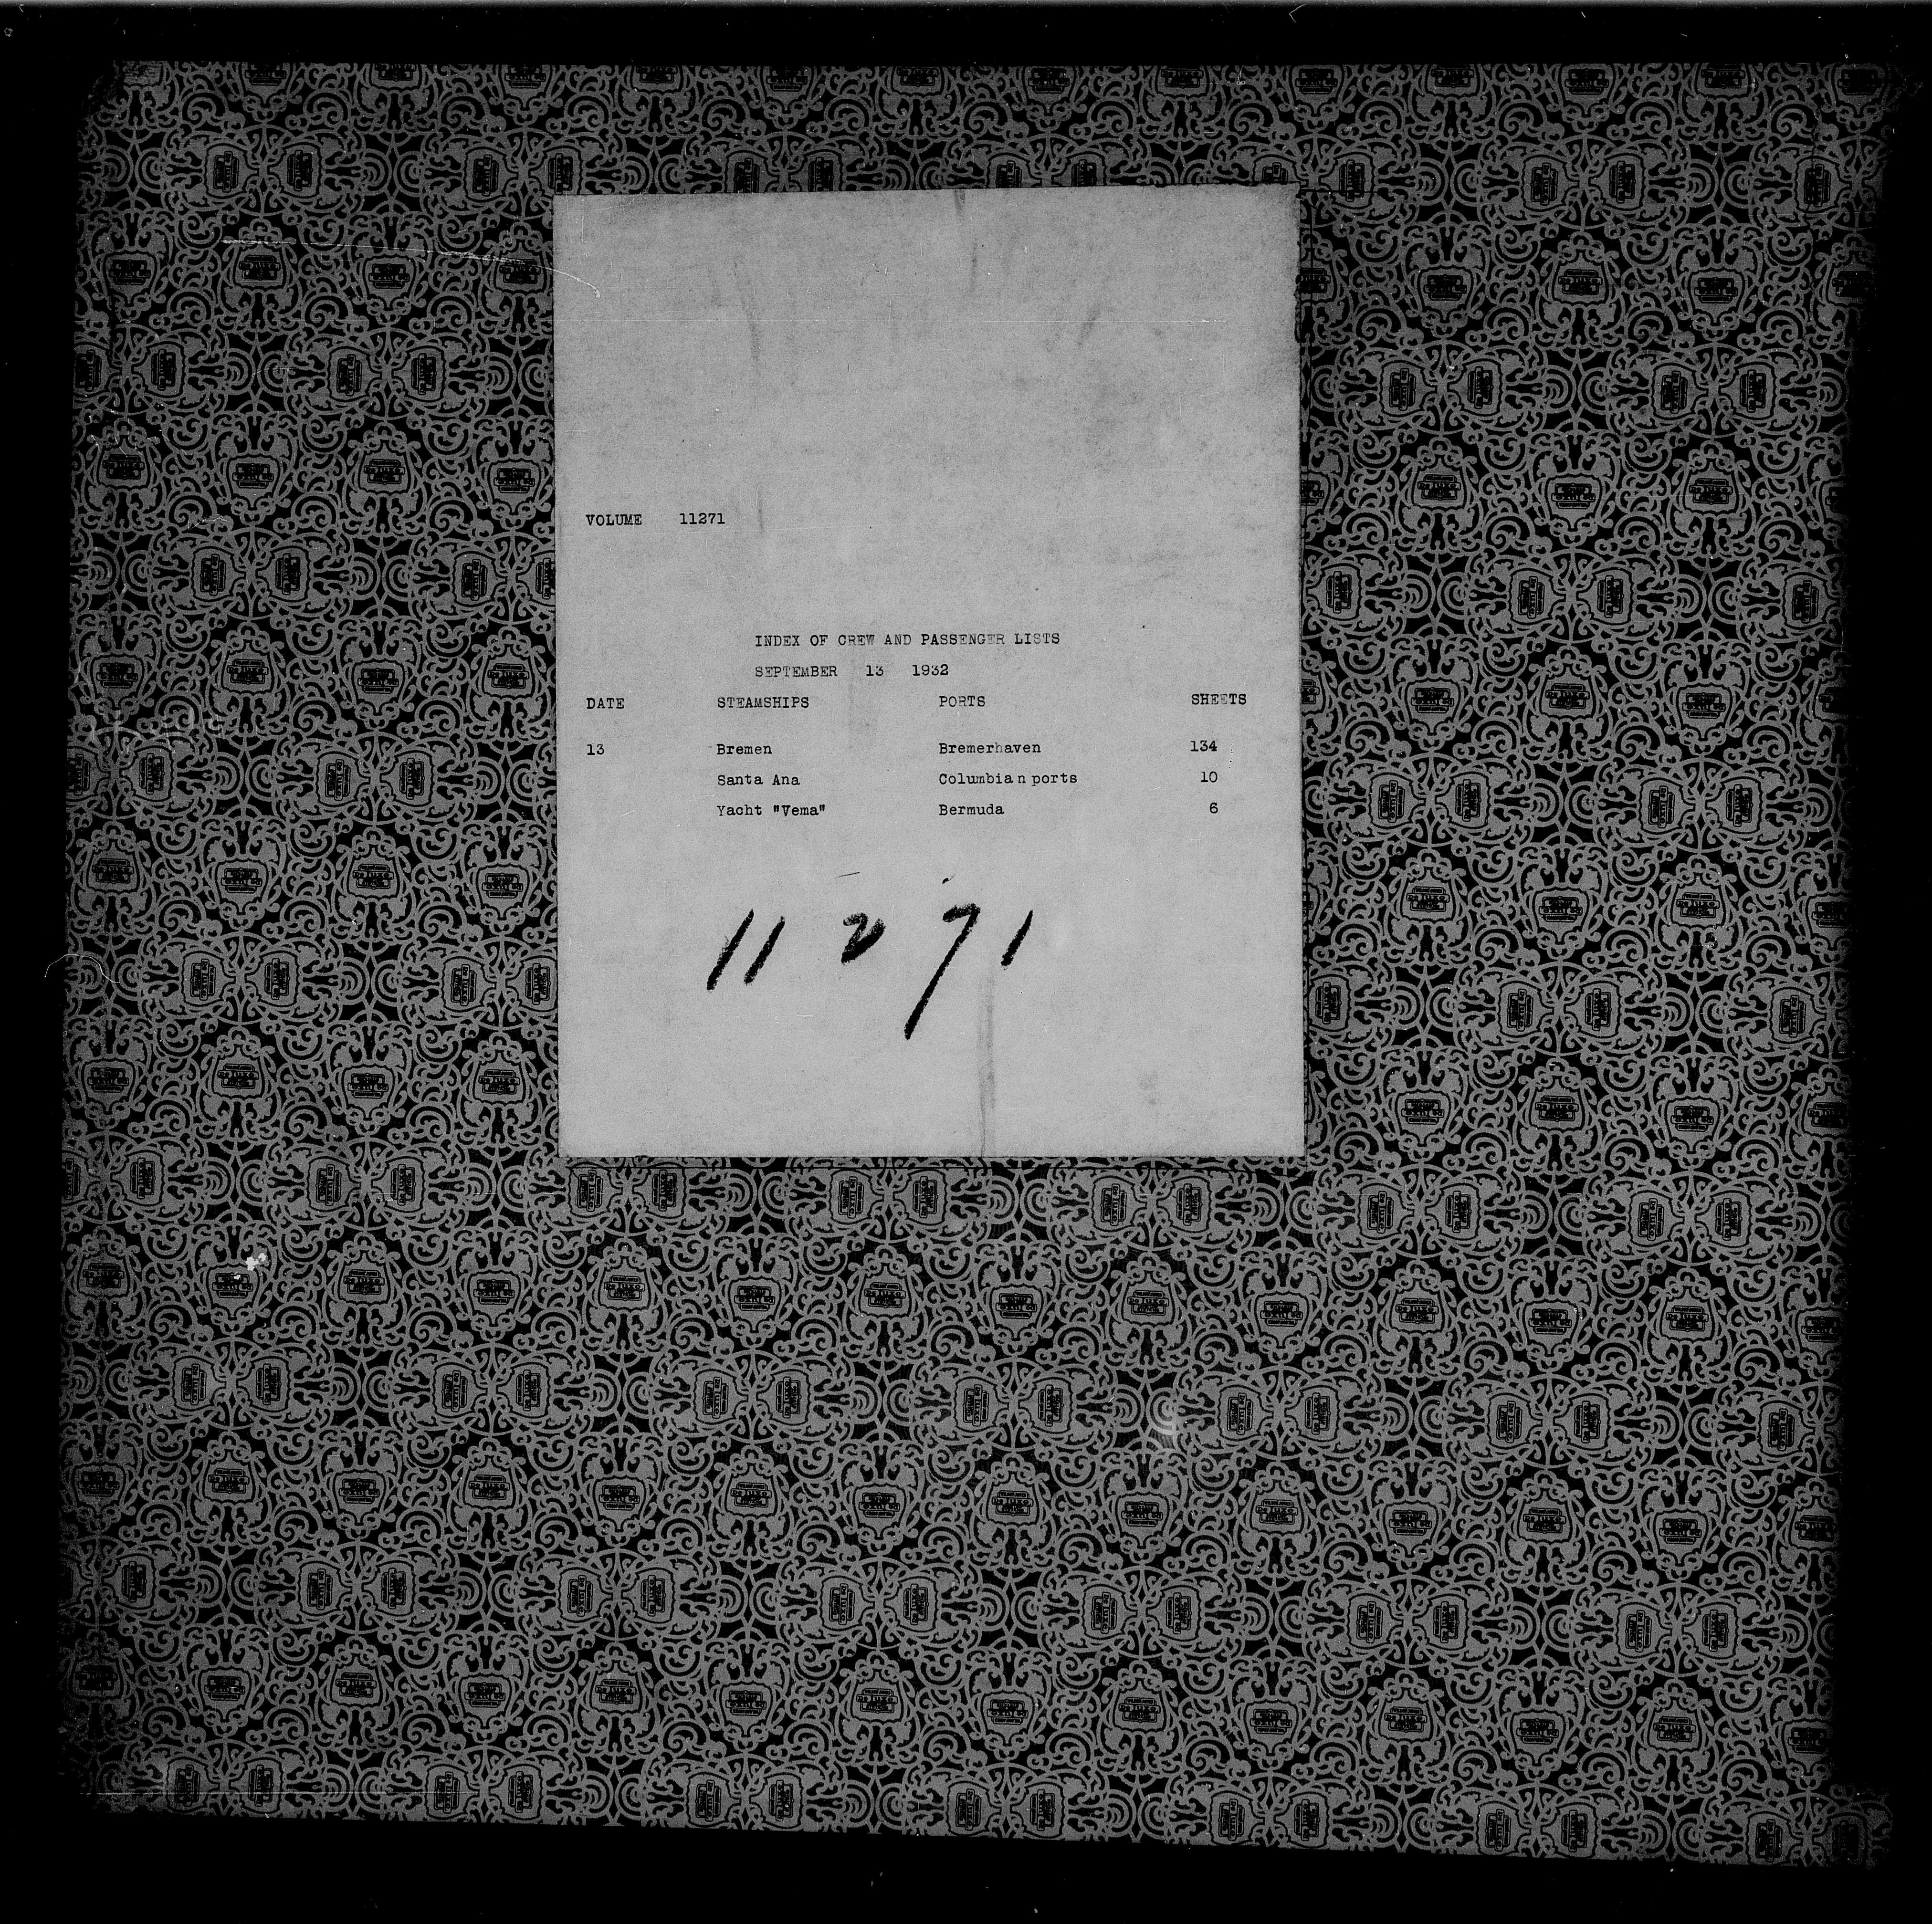 VOLUME 11271
INDEX OF CREW AND PASSENGER LISTS
SEPTEMBER 13 1932
DATE STEAMSHIPS PORTS SHEETS
13 Bremen Bremerhaven 134
Santa Ana Columbian ports 10
Yacht "Vema" Bermuda 6
11271